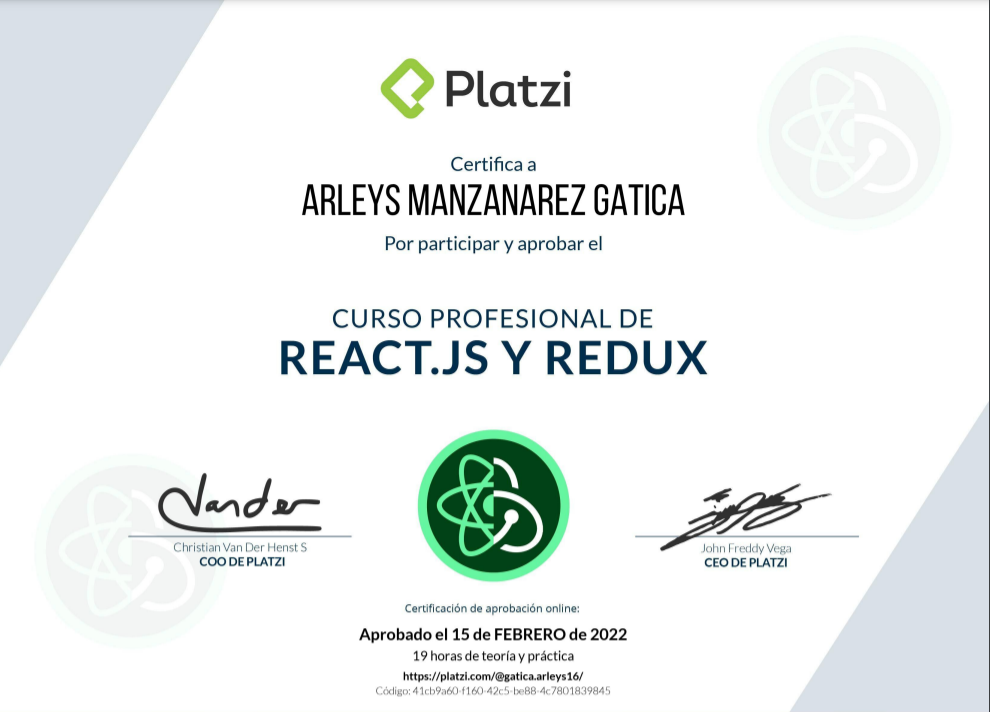 Platzi
Certifica a
ARLEYS MANZANAREZ GATICA
Por participar y aprobar el
CURSO PROFESIONAL DE
REACT.JS Y REDUX
Vander
Christian Van Der Henst S
COO DE PLATZI
John Freddy Vega
CEO DE PLATZI
Certificación de aprobación online:
Aprobado el 15 de FEBRERO de 2022
19 horas de teoría y práctica
https://platzi.com/@gatica.arleys16/
Código: 41cb9a60-f160-42c5-be88-4c7801839845